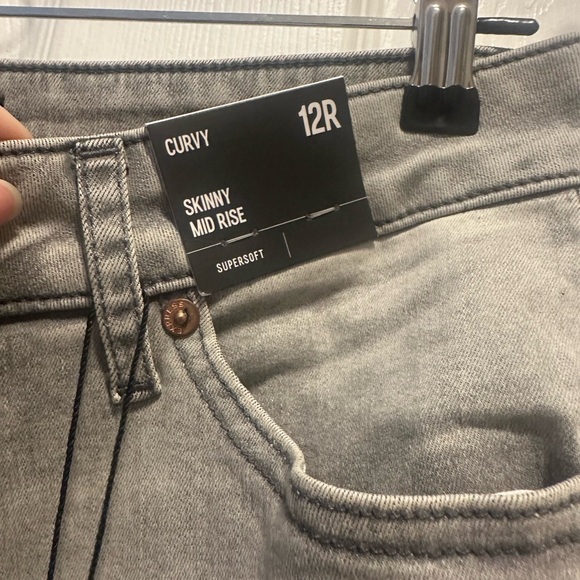 CURVY
12R
SKINNY
MID RISE
SUPERSOFT